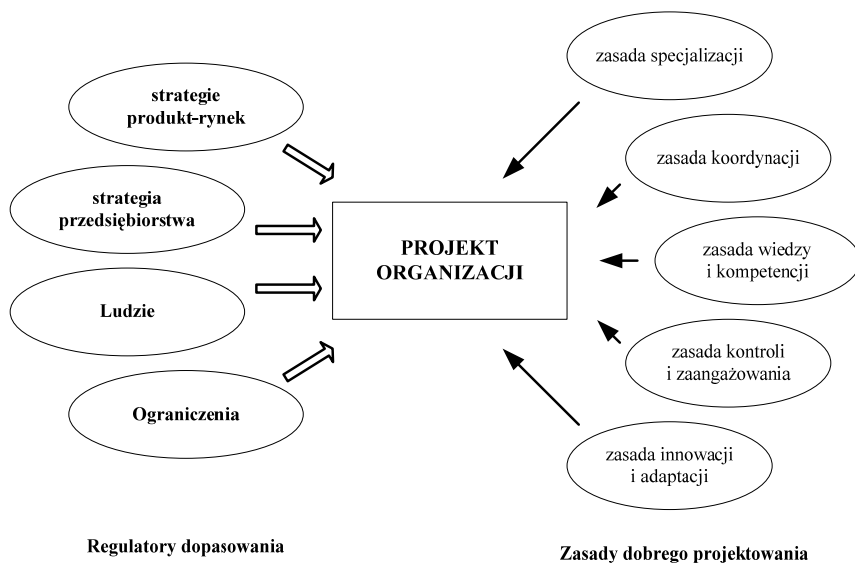 strategie
produkt-rynek
strategia
przedsiębiorstwa
Ludzie
Ograniczenia
Regulatory dopasowania
PROJEKT
ORGANIZACJI
zasada specjalizacji
zasada koordynacji
zasada wiedzy
i kompetencji
zasada kontroli
i zaangażowania
zasada innowacji
i adaptacji
Zasady dobrego projektowania